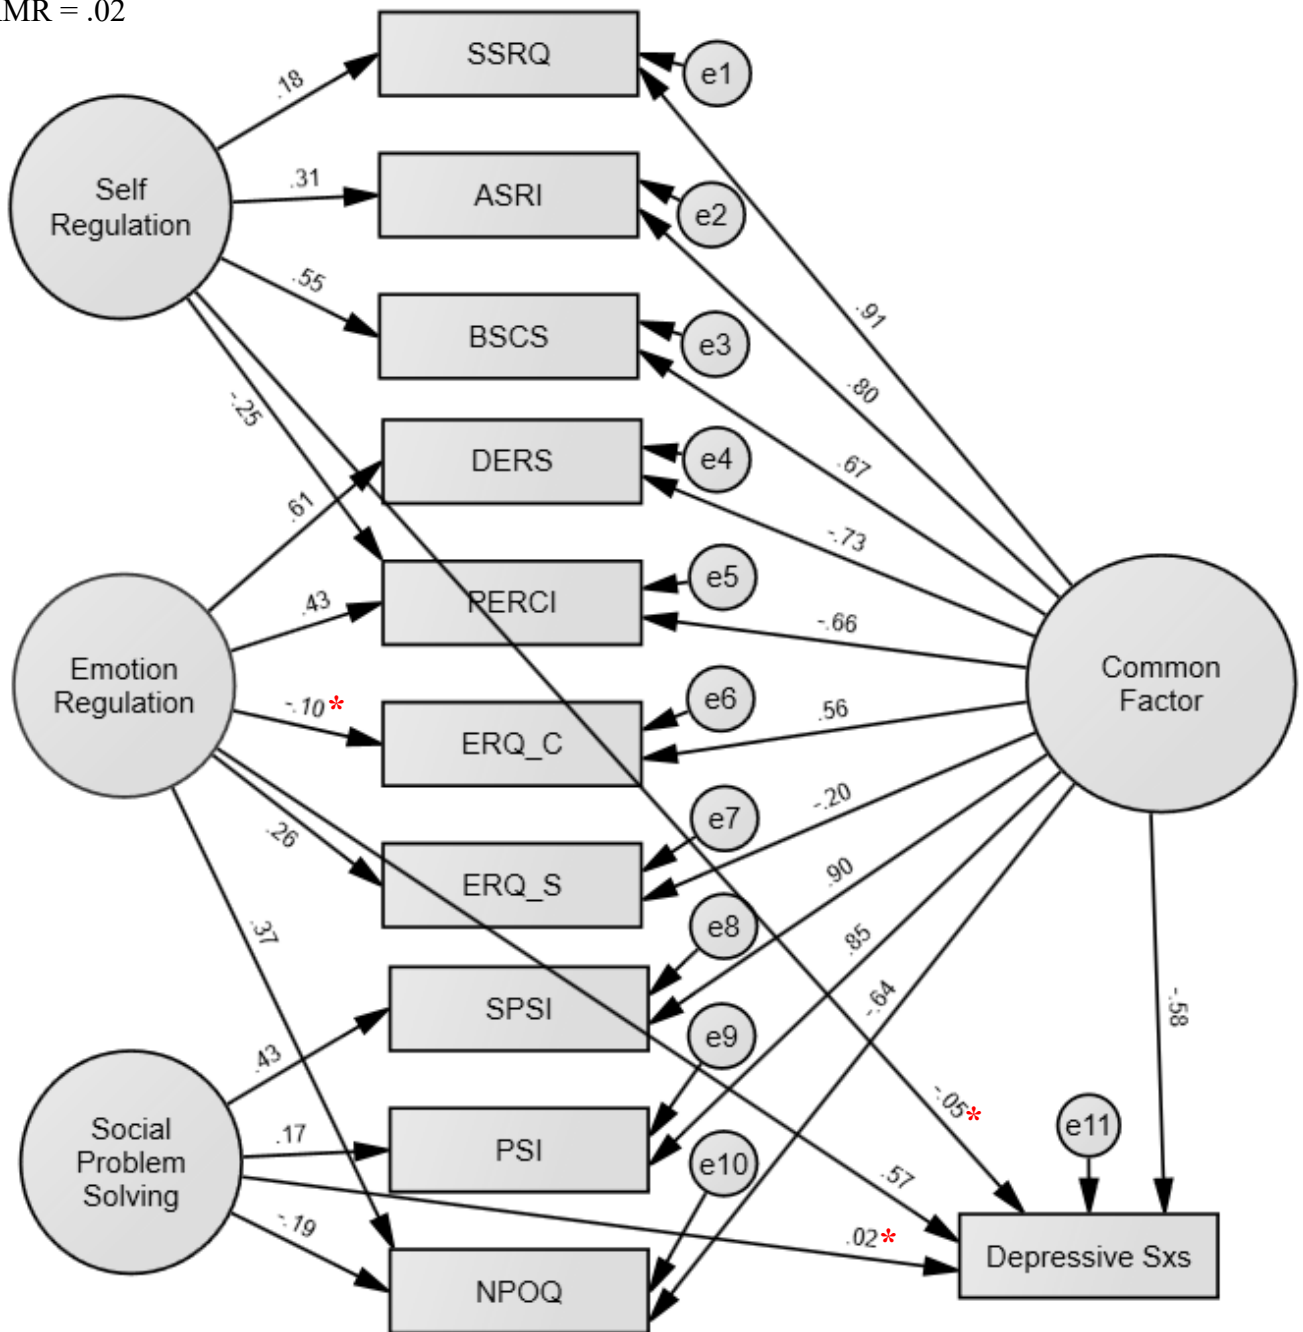 MR = .02
SSRQ
e1
.18
Self
Regulation
.31
ASRI
e2
.55
BSCS
e3
.91
.80
-.25
.67
DERS
e4
.61
-.73
PERCI
e5
.43
-.66
Emotion
Regulation
-.10*
ERQ_C
e6
.56
Common
Factor
.26
ERQ_S
e7
-.20
.37
.90
e8
.85
SPSI
-.64
-.58
.43
e9
Social
Problem
Solving
.17
PSI
e10
-.05*
e11
.57
-.19
.02*
NPOQ
Depressive Sxs